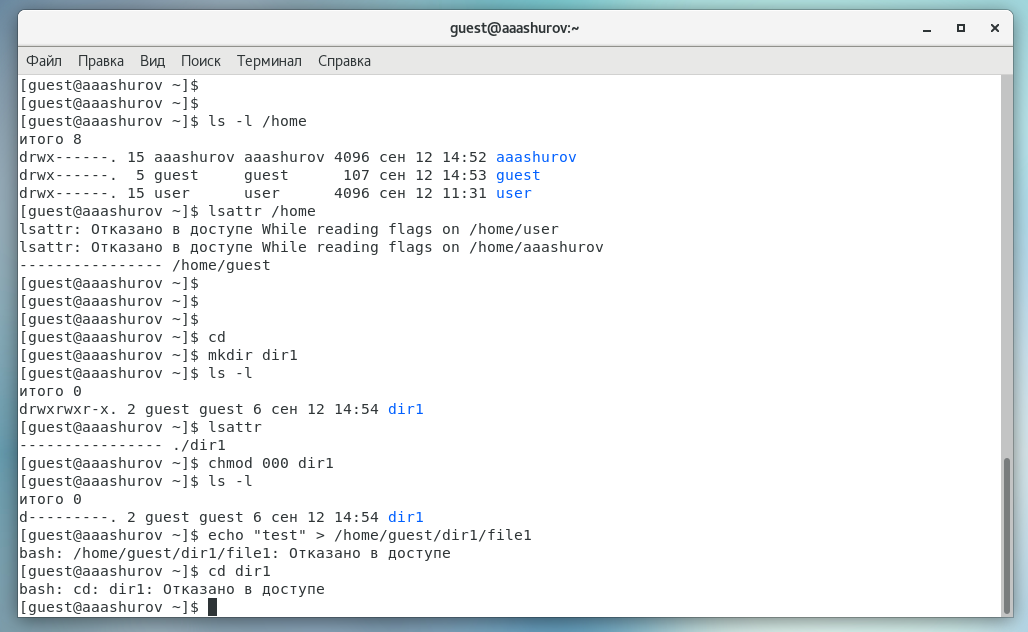 guest@aaashurov:~
Файл Правка Вид Поиск Терминал Справка
[guest@aaashurov ~]$
[guest@aaashurov ~]$
[guest@aaashurov ~]$ ls -l /home
итого 8
drwx------. 15 aaashurov aaashurov 4096 сен 12 14:52 aaashurov
drwx------.  5 guest     guest      107 сен 12 14:53 guest
drwx------. 15 user      user      4096 сен 12 11:31 user
[guest@aaashurov ~]$ lsattr /home
lsattr: Отказано в доступе While reading flags on /home/user
lsattr: Отказано в доступе While reading flags on /home/aaashurov
---------------- /home/guest
[guest@aaashurov ~]$
[guest@aaashurov ~]$
[guest@aaashurov ~]$
[guest@aaashurov ~]$ cd
[guest@aaashurov ~]$ mkdir dir1
[guest@aaashurov ~]$ ls -l
итого 0
drwxrwxr-x. 2 guest guest 6 сен 12 14:54 dir1
[guest@aaashurov ~]$ lsattr
---------------- ./dir1
[guest@aaashurov ~]$ chmod 000 dir1
[guest@aaashurov ~]$ ls -l
итого 0
d---------. 2 guest guest 6 сен 12 14:54 dir1
[guest@aaashurov ~]$ echo "test" > /home/guest/dir1/file1
bash: /home/guest/dir1/file1: Отказано в доступе
[guest@aaashurov ~]$ cd dir1
bash: cd: dir1: Отказано в доступе
[guest@aaashurov ~]$